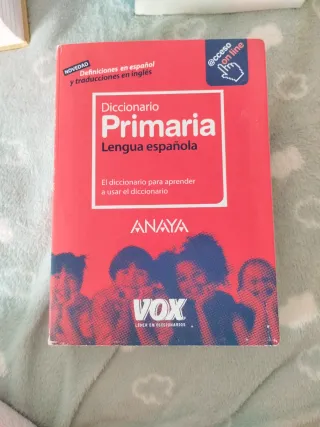 NOVEDAD
Definiciones en español
y traducciones en inglés
@cceso
on line
Diccionario
Primaria
Lengua española
El diccionario para aprender
a usar el diccionario
ANAYA
VOX
LÍDER EN DICCIONARIOS